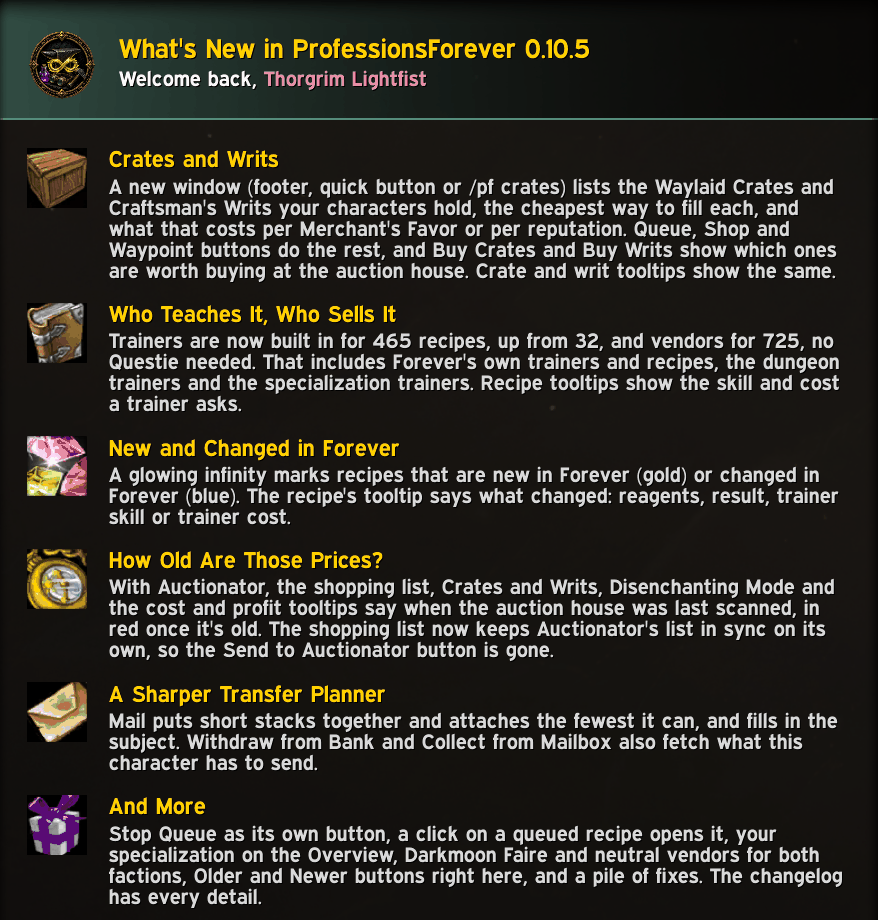 What's New in ProfessionsForever 0.10.5
Welcome back, Thorgrim Lightfist
Crates and Writs
A new window (footer, quick button or /pf crates) lists the Waylaid Crates and
Craftsman's Writs your characters hold, the cheapest way to fill each, and
what that costs per Merchant's Favor or per reputation. Queue, Shop and
Waypoint buttons do the rest, and Buy Crates and Buy Writs show which ones
are worth buying at the auction house. Crate and writ tooltips show the same.
Who Teaches It, Who Sells It
Trainers are now built in for 465 recipes, up from 32, and vendors for 725, no
Questie needed. That includes Forever's own trainers and recipes, the dungeon
trainers and the specialization trainers. Recipe tooltips show the skill and cost
a trainer asks.
New and Changed in Forever
A glowing infinity marks recipes that are new in Forever (gold) or changed in
Forever (blue). The recipe's tooltip says what changed: reagents, result, trainer
skill or trainer cost.
How Old Are Those Prices?
With Auctionator, the shopping list, Crates and Writs, Disenchanting Mode and
the cost and profit tooltips say when the auction house was last scanned, in
red once it's old. The shopping list now keeps Auctionator's list in sync on its
own, so the Send to Auctionator button is gone.
A Sharper Transfer Planner
Mail puts short stacks together and attaches the fewest it can, and fills in the
subject. Withdraw from Bank and Collect from Mailbox also fetch what this
character has to send.
And More
Stop Queue as its own button, a click on a queued recipe opens it, your
specialization on the Overview, Darkmoon Faire and neutral vendors for both
factions, Older and Newer buttons right here, and a pile of fixes. The changelog
has every detail.